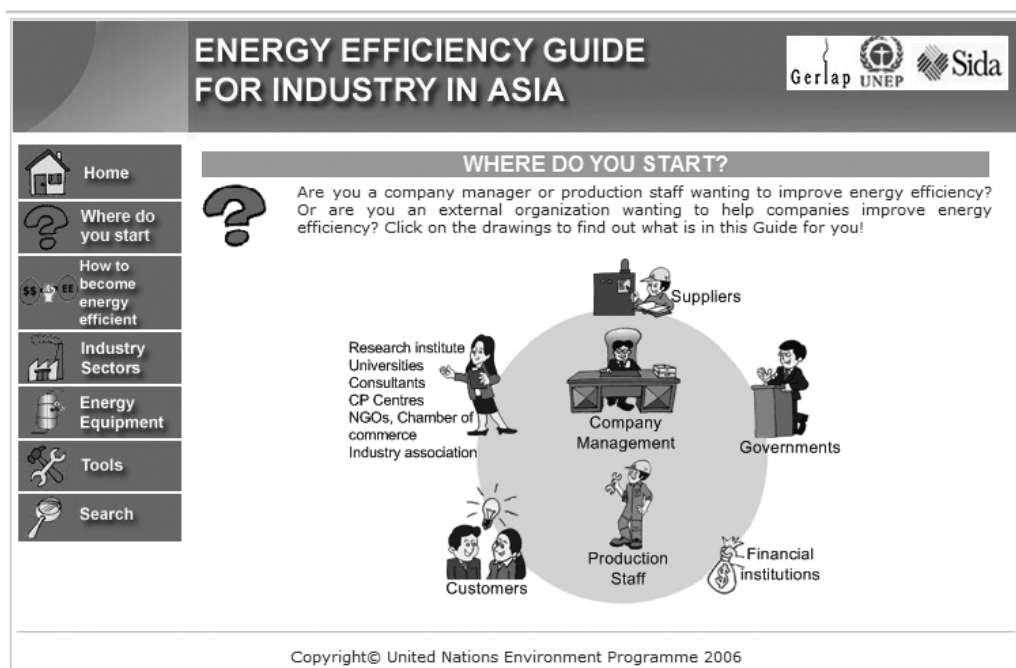 ENERGY EFFICIENCY GUIDE
FOR INDUSTRY IN ASIA
Gerlap
UNEP
Sida
Home
Where do
you start
$$
EE
How to
become
energy
efficient
Industry
Sectors
Energy
Equipment
Tools
Search
WHERE DO YOU START?
?
Are you a company manager or production staff wanting to improve energy efficiency?
Or are you an external organization wanting to help companies improve energy
efficiency? Click on the drawings to find out what is in this Guide for you!
Suppliers
Research institute
Universities
Consultants
CP Centres
NGOs, Chamber of
commerce
Industry association
Company
Management
Governments
Production
Staff
Customers
$
Financial
institutions
Copyright© United Nations Environment Programme 2006